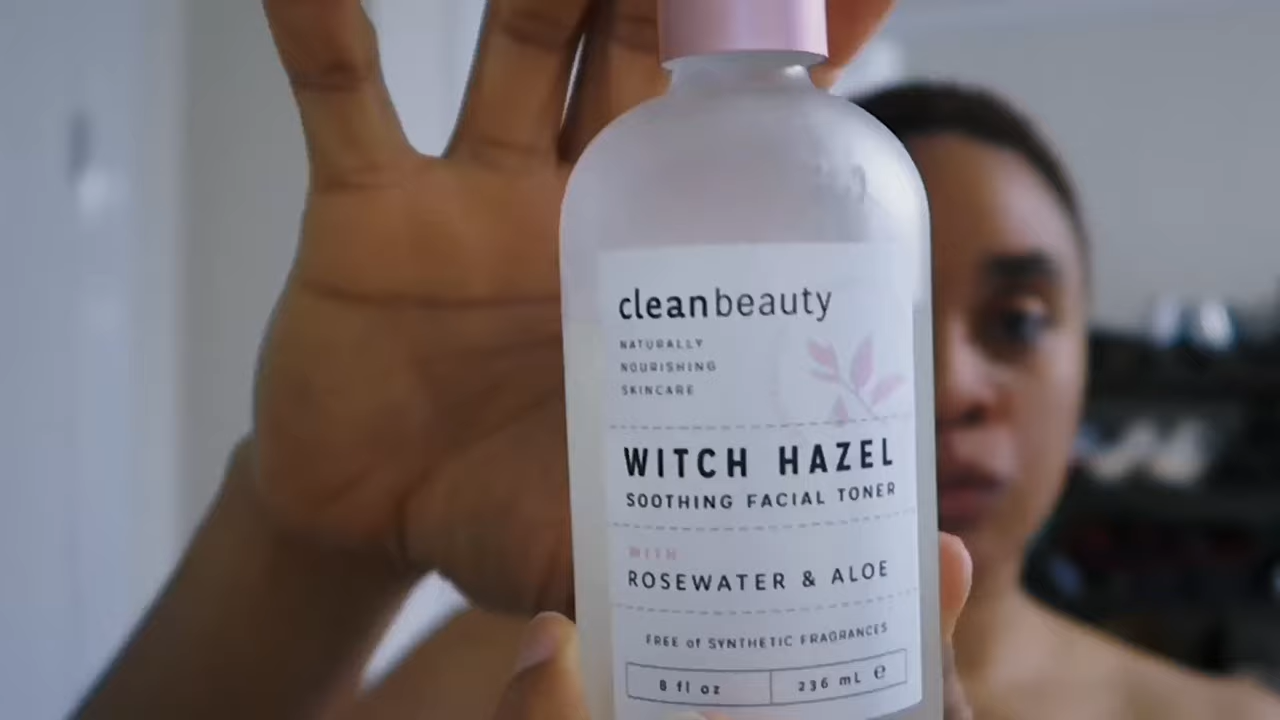 cleanbeauty
NATURALLY
NOURISHING
SKINCARE
WITCH HAZEL
SOOTHING FACIAL TONER
WITH
ROSEWATER & ALOE
FREE of SYNTHETIC FRAGRANCES
8 fl oz 236 mL ℮